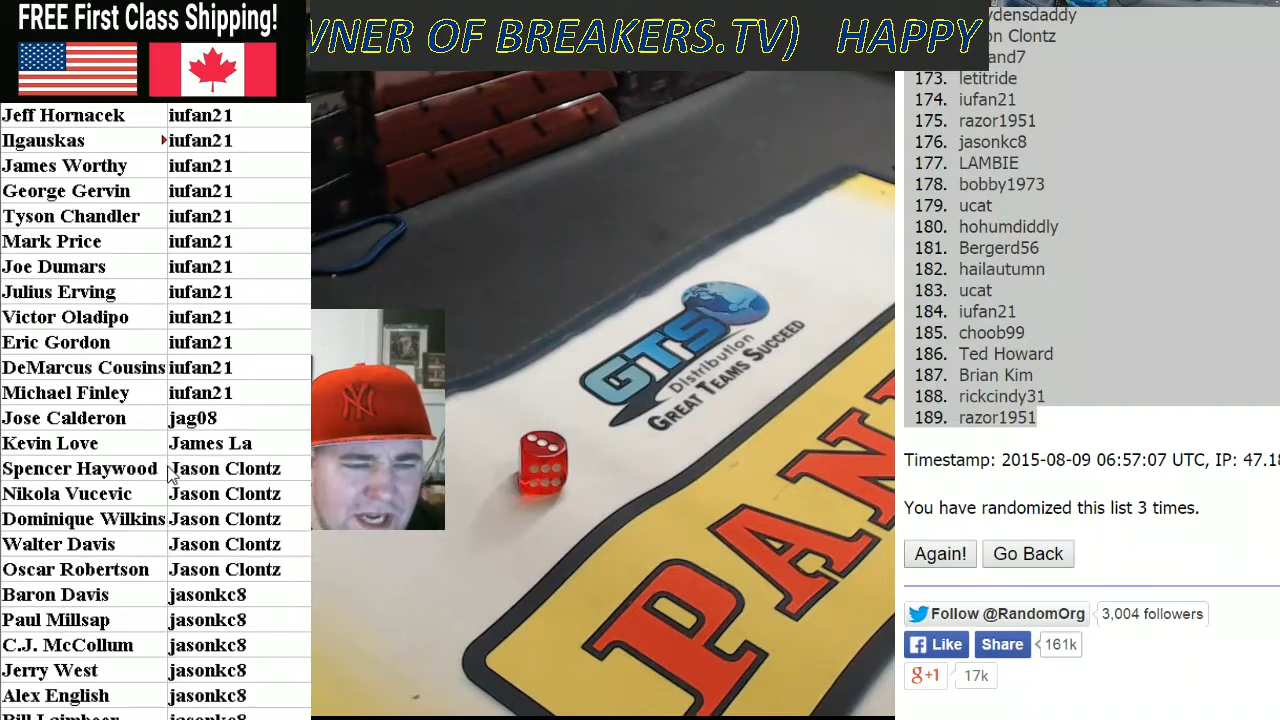 FREE First Class Shipping!
OWNER OF BREAKERS.TV) HAPPY
Jeff Hornacek iufan21
Ilgauskas iufan21
James Worthy iufan21
George Gervin iufan21
Tyson Chandler iufan21
Mark Price iufan21
Joe Dumars iufan21
Julius Erving iufan21
Victor Oladipo iufan21
Eric Gordon iufan21
DeMarcus Cousins iufan21
Michael Finley iufan21
Jose Calderon jag08
Kevin Love James La
Spencer Haywood Jason Clontz
Nikola Vucevic Jason Clontz
Dominique Wilkins Jason Clontz
Walter Davis Jason Clontz
Oscar Robertson Jason Clontz
Baron Davis jasonkc8
Paul Millsap jasonkc8
C.J. McCollum jasonkc8
Jerry West jasonkc8
Alex English jasonkc8
Bill Laimbeer jasonkc8
NY
GTS
Distribution
GREAT TEAMS SUCCEED
PAN
ydensdaddy
on Clontz
and7
173. letitride
174. iufan21
175. razor1951
176. jasonkc8
177. LAMBIE
178. bobby1973
179. ucat
180. hohumdiddly
181. Bergerd56
182. hailautumn
183. ucat
184. iufan21
185. choob99
186. Ted Howard
187. Brian Kim
188. rickcindy31
189. razor1951
Timestamp: 2015-08-09 06:57:07 UTC, IP: 47.18
You have randomized this list 3 times.
Again! Go Back
Follow @RandomOrg 3,004 followers
Like Share 161k
g+1 17k